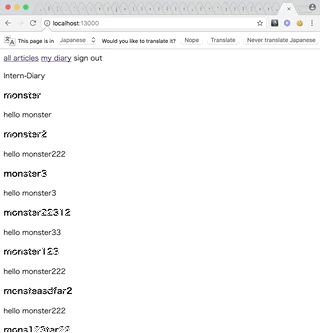 localhost:13000
This page is in Japanese Would you like to translate it? Nope Translate Never translate Japanese
all articles my diary sign out
Intern-Diary
monster
hello monster
monster2
hello monster222
monster3
hello monster3
monster22312
hello monster33
monster123
hello monster222
monsteasdfar2
hello monster222